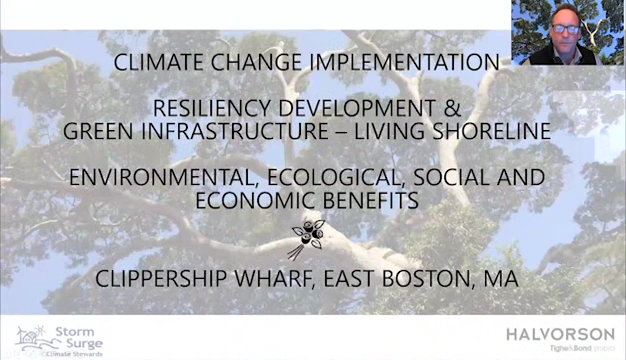 CLIMATE CHANGE IMPLEMENTATION
RESILIENCY DEVELOPMENT &
GREEN INFRASTRUCTURE – LIVING SHORELINE
ENVIRONMENTAL, ECOLOGICAL, SOCIAL AND
ECONOMIC BENEFITS
CLIPPERSHIP WHARF, EAST BOSTON, MA
Storm
Surge
Climate Stewards
HALVORSON
Tighe&Bond STUDIO